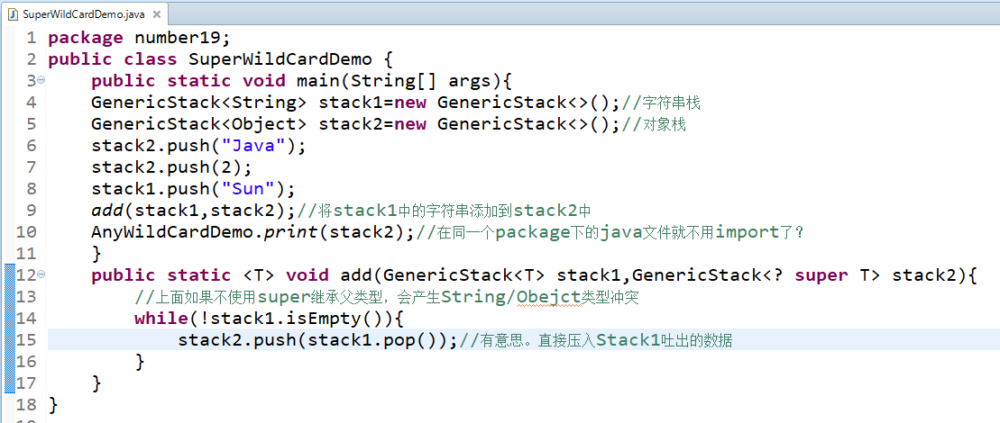 SuperWildCardDemo.java
1 package number19;
2 public class SuperWildCardDemo {
3 public static void main(String[] args){
4 GenericStack<String> stack1=new GenericStack<>();//字符串栈
5 GenericStack<Object> stack2=new GenericStack<>();//对象栈
6 stack2.push("Java");
7 stack2.push(2);
8 stack1.push("Sun");
9 add(stack1,stack2);//将stack1中的字符串添加到stack2中
10 AnyWildCardDemo.print(stack2);//在同一个package下的java文件就不用import了?
11 }
12 public static <T> void add(GenericStack<T> stack1,GenericStack<? super T> stack2){
13 //上面如果不使用super继承父类型，会产生String/Obejct类型冲突
14 while(!stack1.isEmpty()){
15 stack2.push(stack1.pop());//有意思。直接压入Stack1吐出的数据
16 }
17 }
18 }